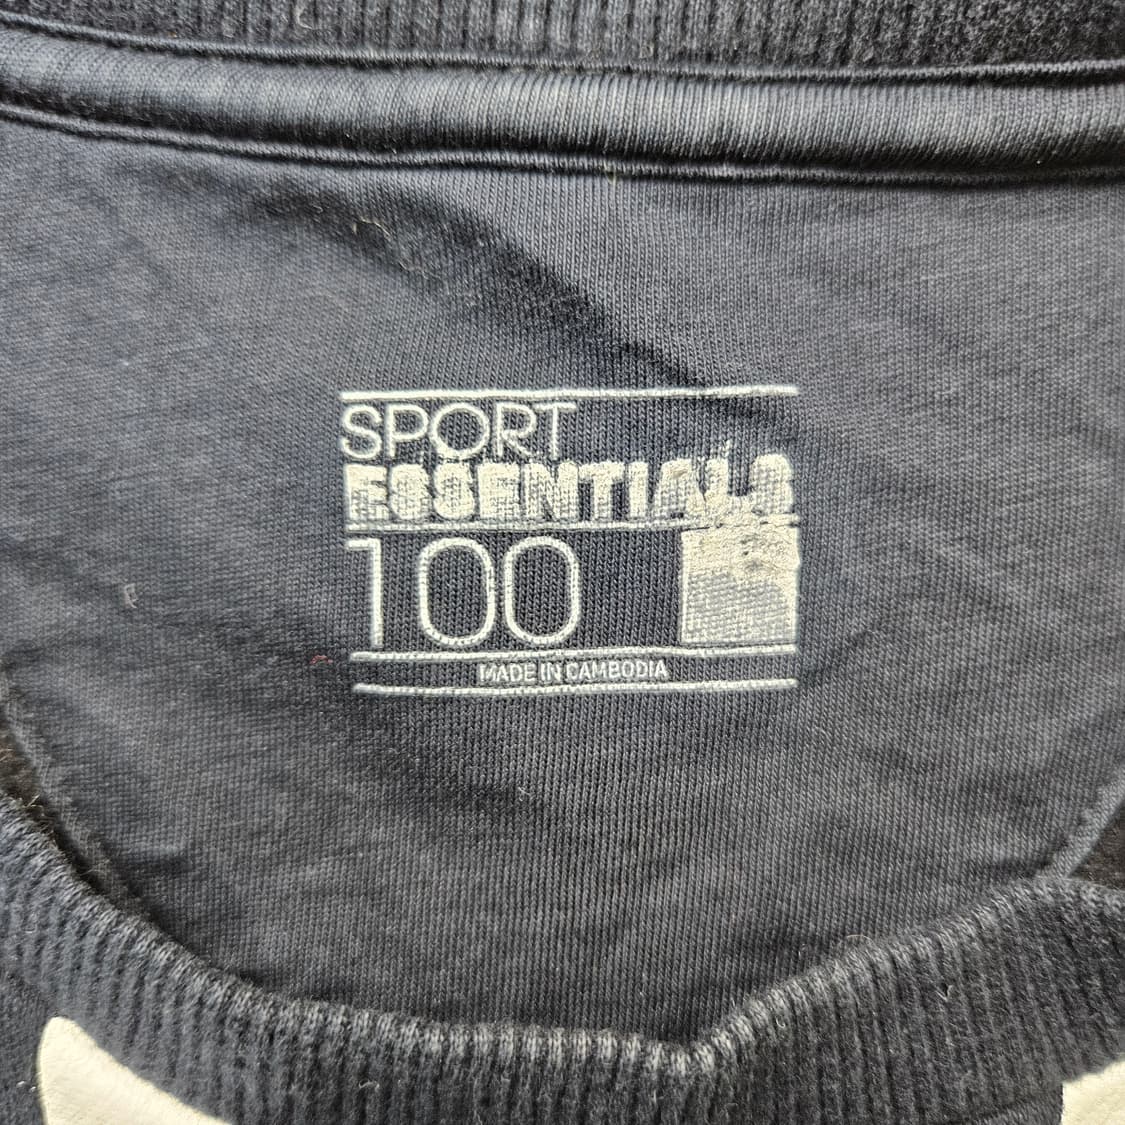 SPORT
ESSENTIALS
100
MADE IN CAMBODIA